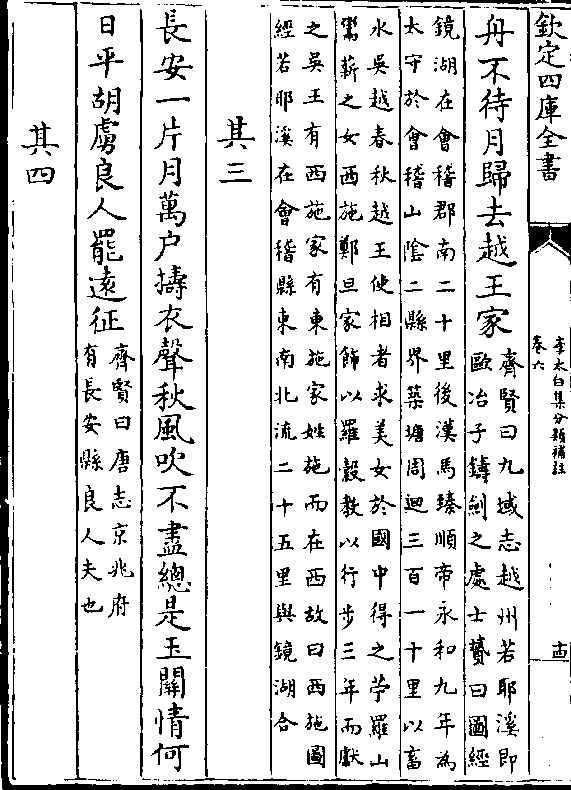 欽定四庫全書
李太白集分類補註
卷六
十四
舟不待月歸去越王家
齊賢曰九域志越州若耶溪即
歐冶子鑄劍之處士贇曰圖經
鏡湖在會稽郡南二十里後漢馬臻順帝永和九年為
太守於會稽山陰二縣界築塘周迴三百一十里以畜
水吳越春秋越王使相者求美女於國中得之苧羅山
鬻薪之女西施鄭旦家飾以羅縠教以行步三年而獻
之吳王有西施家有東施家姓施而在西故曰西施圖
經若耶溪在會稽縣東南北流二十五里與鏡湖合
其三
長安一片月萬户擣衣聲秋風吹不盡總是玉關情何
日平胡虜良人罷遠征
齊賢曰唐志京兆府
有長安縣良人夫也
其四